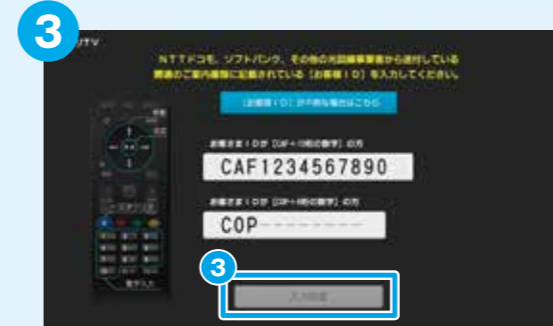 3
NTTドコモ、ソフトバンク、その他の光回線事業者から送付している
開通のご案内書類に記載されている［お客様ID］を入力してください。
［お客様ID］が不明な場合はこちら
お客さまIDが［CAF+10桁の数字］の方
CAF1234567890
お客さまIDが［COP+8桁の数字］の方
COP--------
3
数字入力